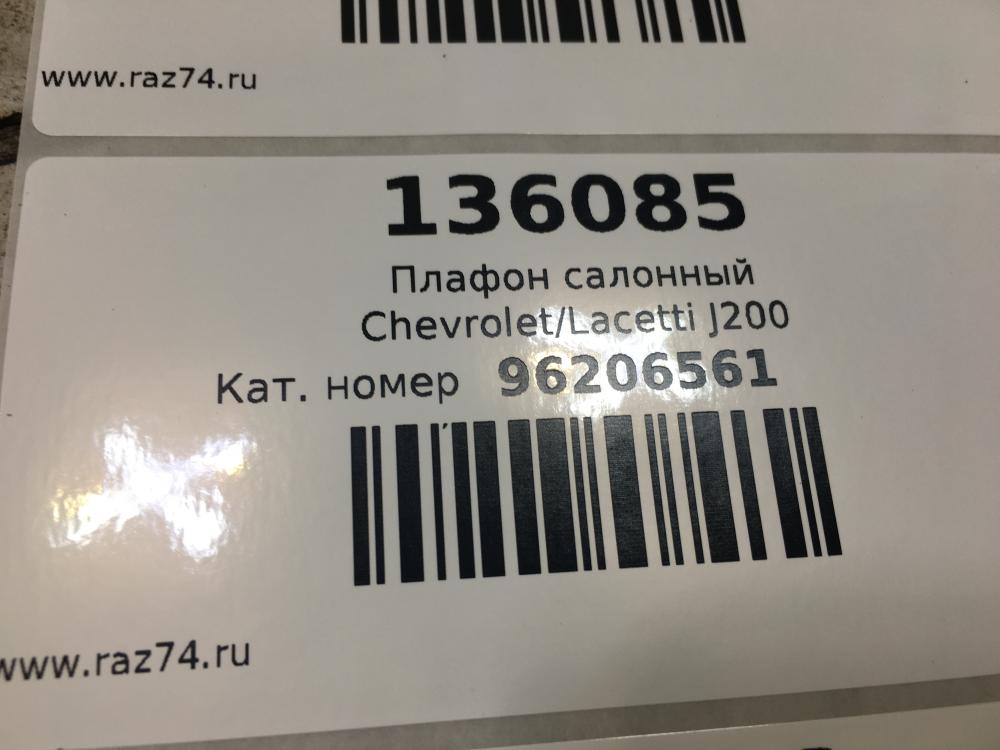 www.raz74.ru
136085
Плафон салонный
Chevrolet/Lacetti J200
Кат. номер 96206561
www.raz74.ru